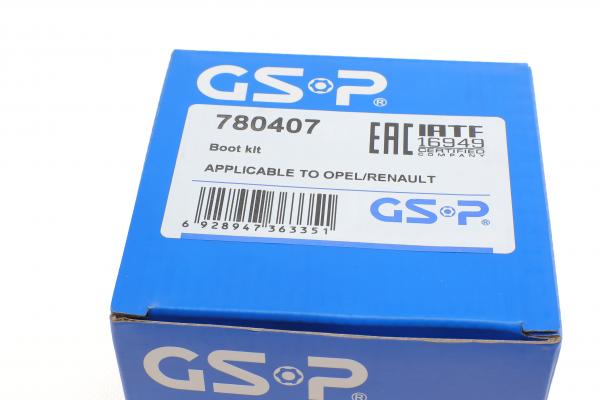 GSP®
780407
Boot kit
EAC IATF
16949
CERTIFIED
COMPANY
APPLICABLE TO OPEL/RENAULT
6 928947 363351
GSP®
GSP®